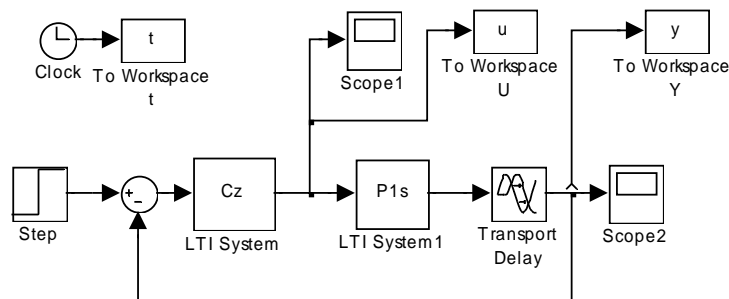 t
Clock
To Workspace
t
Scope1
u
To Workspace
U
y
To Workspace
Y
Step
+
−
Cz
LTI System
P1s
LTI System1
Transport
Delay
Scope2